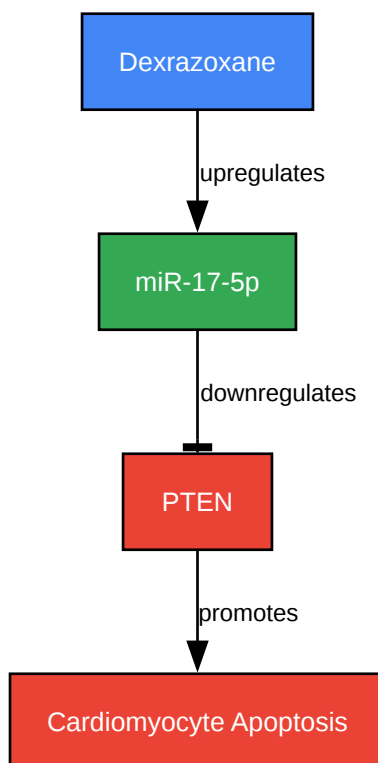 Dexrazoxane
upregulates
miR-17-5p
downregulates
PTEN
promotes
Cardiomyocyte Apoptosis